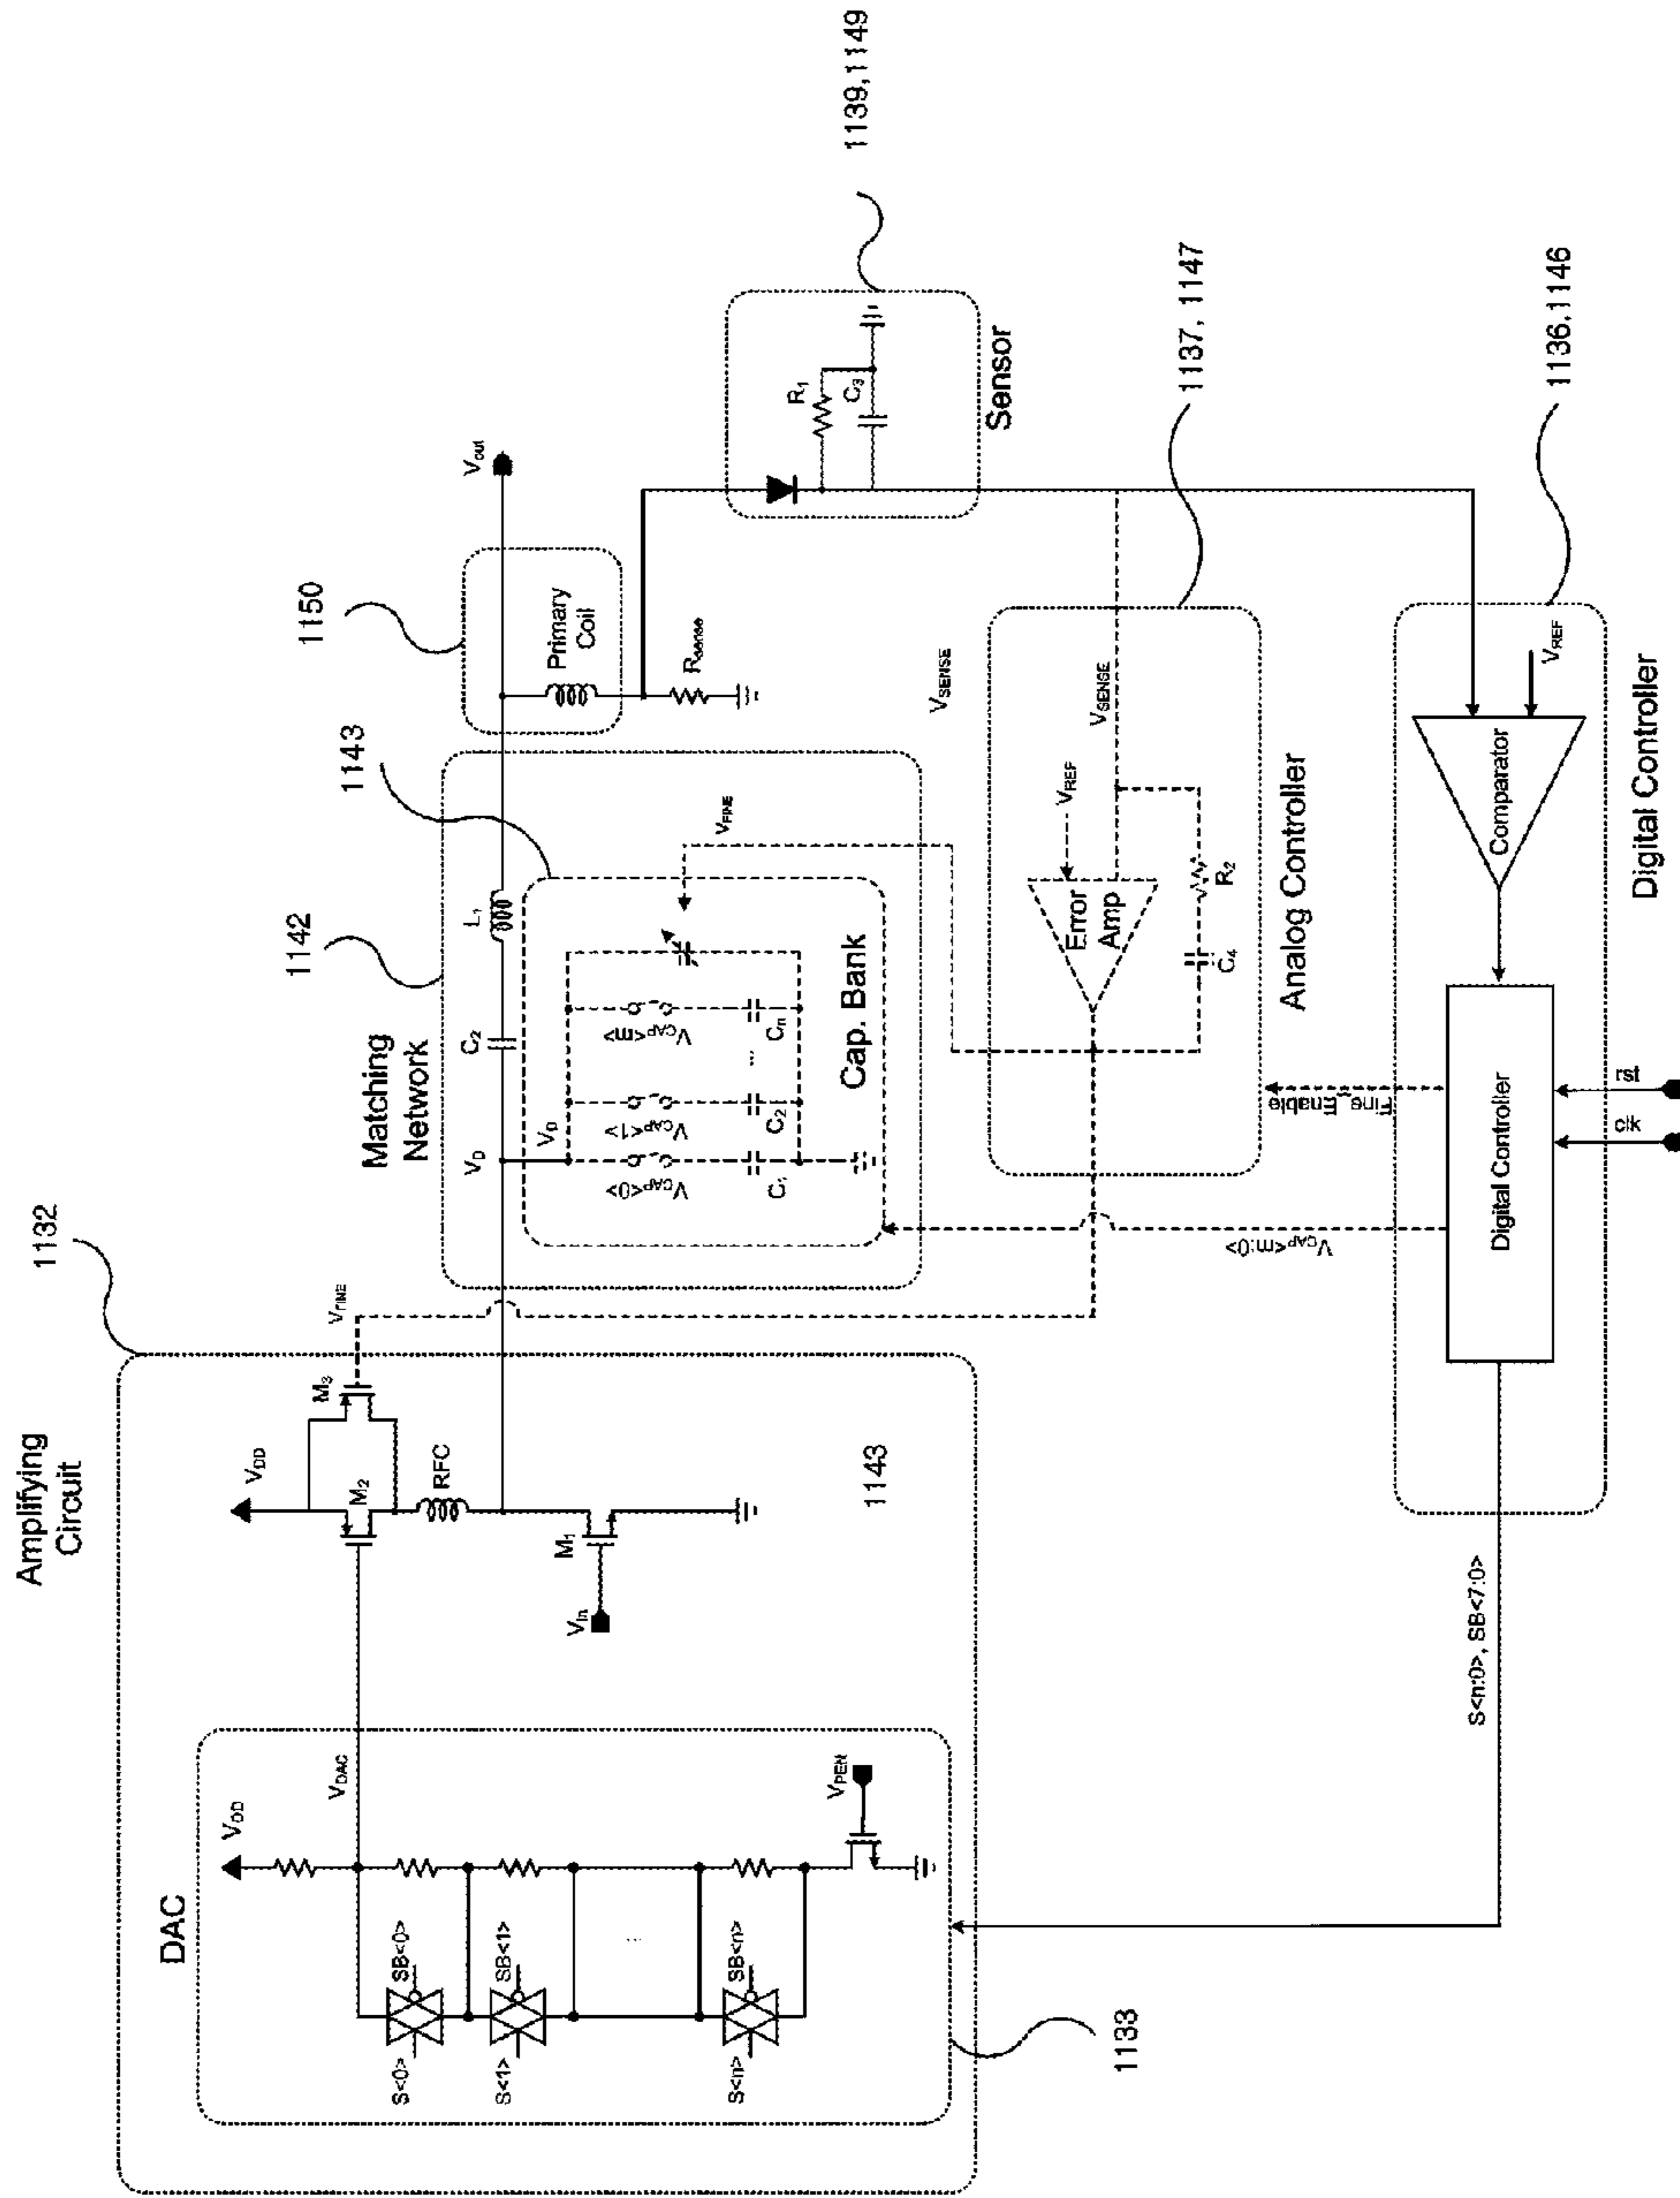 Amplifying
Circuit
1132
DAC
V_DD
V_DAC
S<0>
SB<0>
S<1>
SB<1>
...
S<n>
SB<n>
V_PEN
1133
V_DD
M_2
M_3
V_FINE
RFC
M_1
V_in
1143
Matching
Network
1142
1143
V_D
C_2
L_1
V_D
V_CAP<0>
V_CAP<1>
V_CAP<m>
C_1
C_2
...
C_n
Cap. Bank
V_FINE
1150
Primary
Coil
R_sense
V_out
R_1
C_3
Sensor
1139,1149
V_SENSE
V_SENSE
V_REF
Error
Amp
R_2
C_4
Analog Controller
1137, 1147
V_CAP<m:0>
Fine_Enable
Comparator
V_REF
Digital Controller
clk
rst
Digital Controller
1136,1146
S<n:0>, SB<7:0>